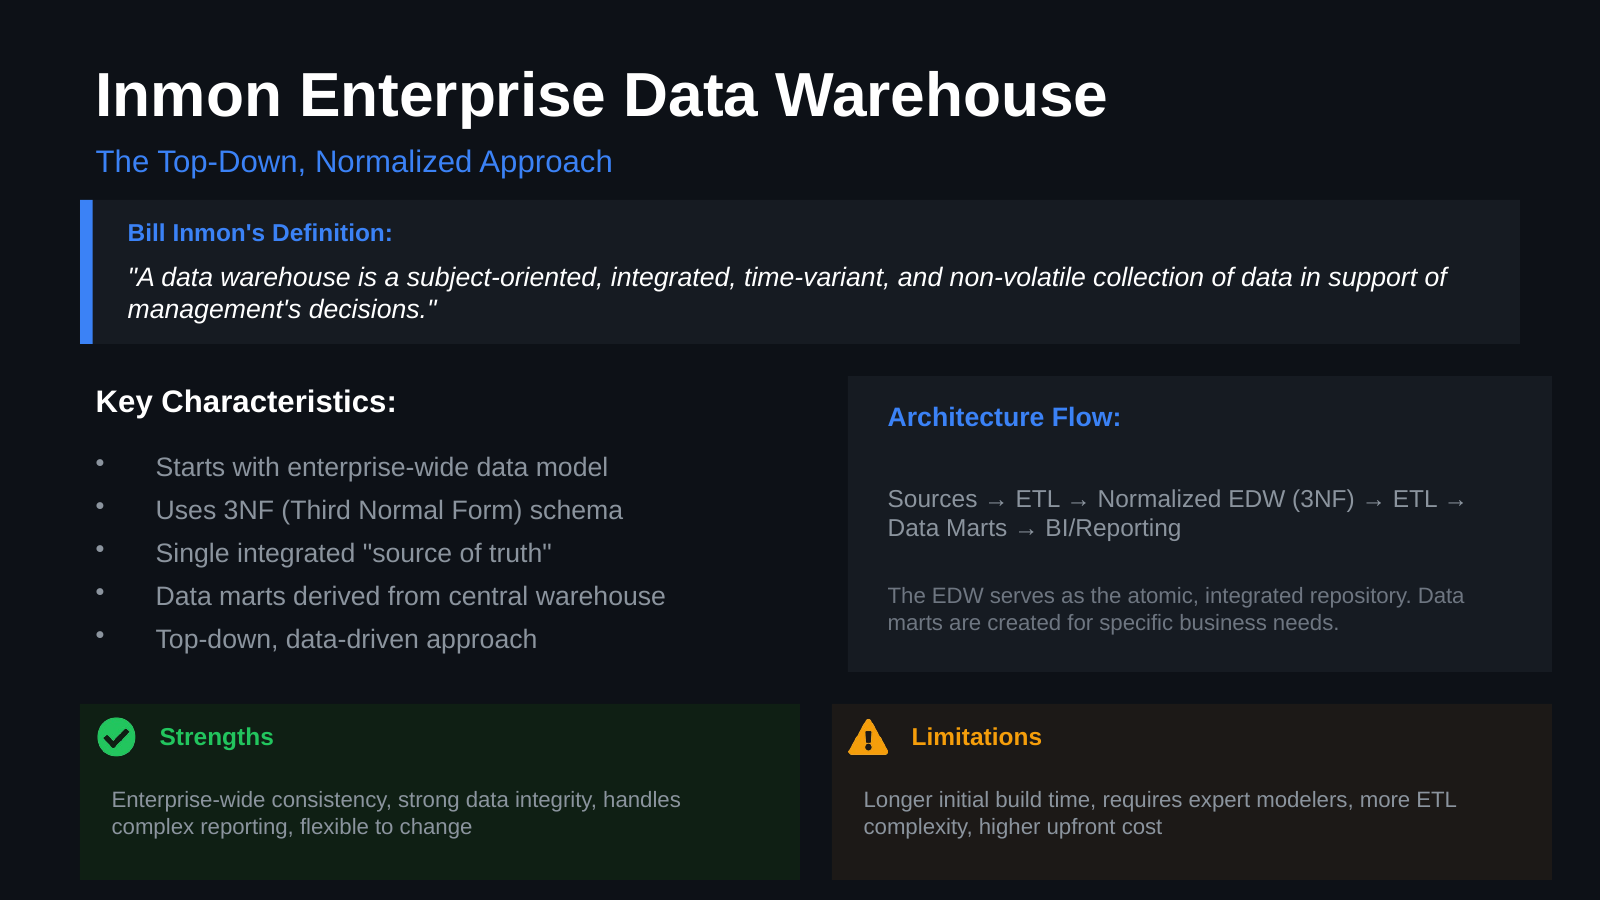 Inmon Enterprise Data Warehouse
The Top-Down, Normalized Approach
Bill Inmon's Definition:
"A data warehouse is a subject-oriented, integrated, time-variant, and non-volatile collection of data in support of
management's decisions."
Key Characteristics:
• Starts with enterprise-wide data model
• Uses 3NF (Third Normal Form) schema
• Single integrated "source of truth"
• Data marts derived from central warehouse
• Top-down, data-driven approach
Architecture Flow:
Sources → ETL → Normalized EDW (3NF) → ETL →
Data Marts → BI/Reporting
The EDW serves as the atomic, integrated repository. Data
marts are created for specific business needs.
Strengths
Enterprise-wide consistency, strong data integrity, handles
complex reporting, flexible to change
Limitations
Longer initial build time, requires expert modelers, more ETL
complexity, higher upfront cost